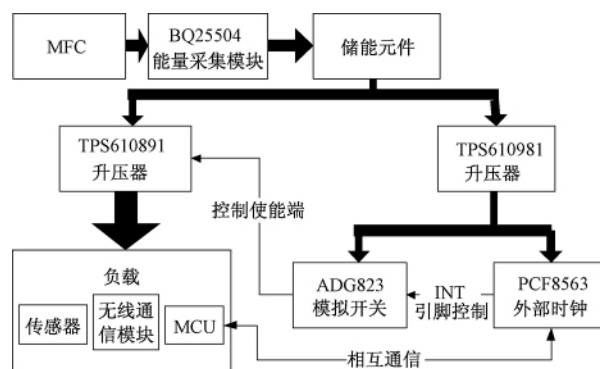 MFC
BQ25504
能量采集模块
储能元件
TPS610891
升压器
TPS610981
升压器
控制使能端
负载
传感器
无线通
信模块
MCU
ADG823
模拟开关
INT
引脚控制
PCF8563
外部时钟
相互通信